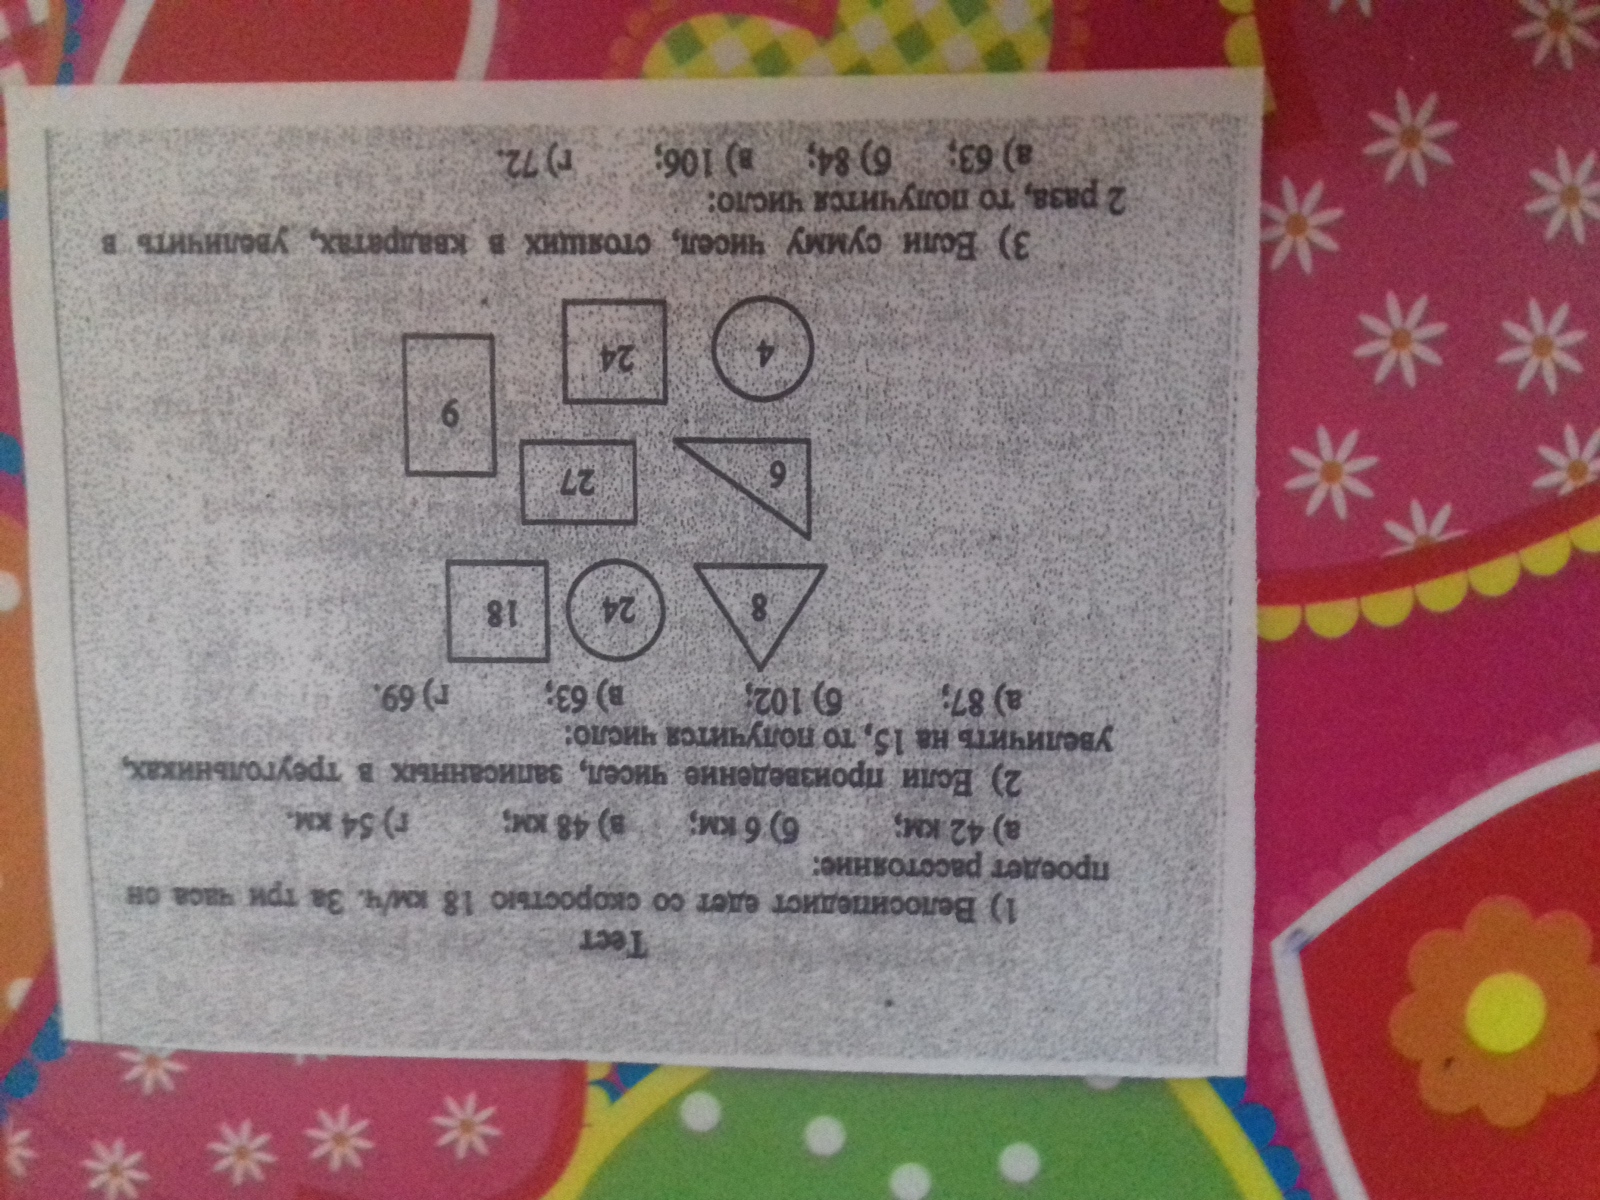 Тест
1) Велосипедист едет со скоростью 18 км/ч. За три часа он
проедет расстояние:
а) 42 км; б) 6 км; в) 48 км; г) 54 км.
2) Если произведение чисел, записанных в треугольниках,
увеличить на 15, то получится число:
а) 87; б) 102; в) 63; г) 69.
18 24 8
27 6
9
24 4
3) Если сумму чисел, стоящих в квадратах, увеличить в
2 раза, то получится число:
а) 63; б) 84; в) 106; г) 72.